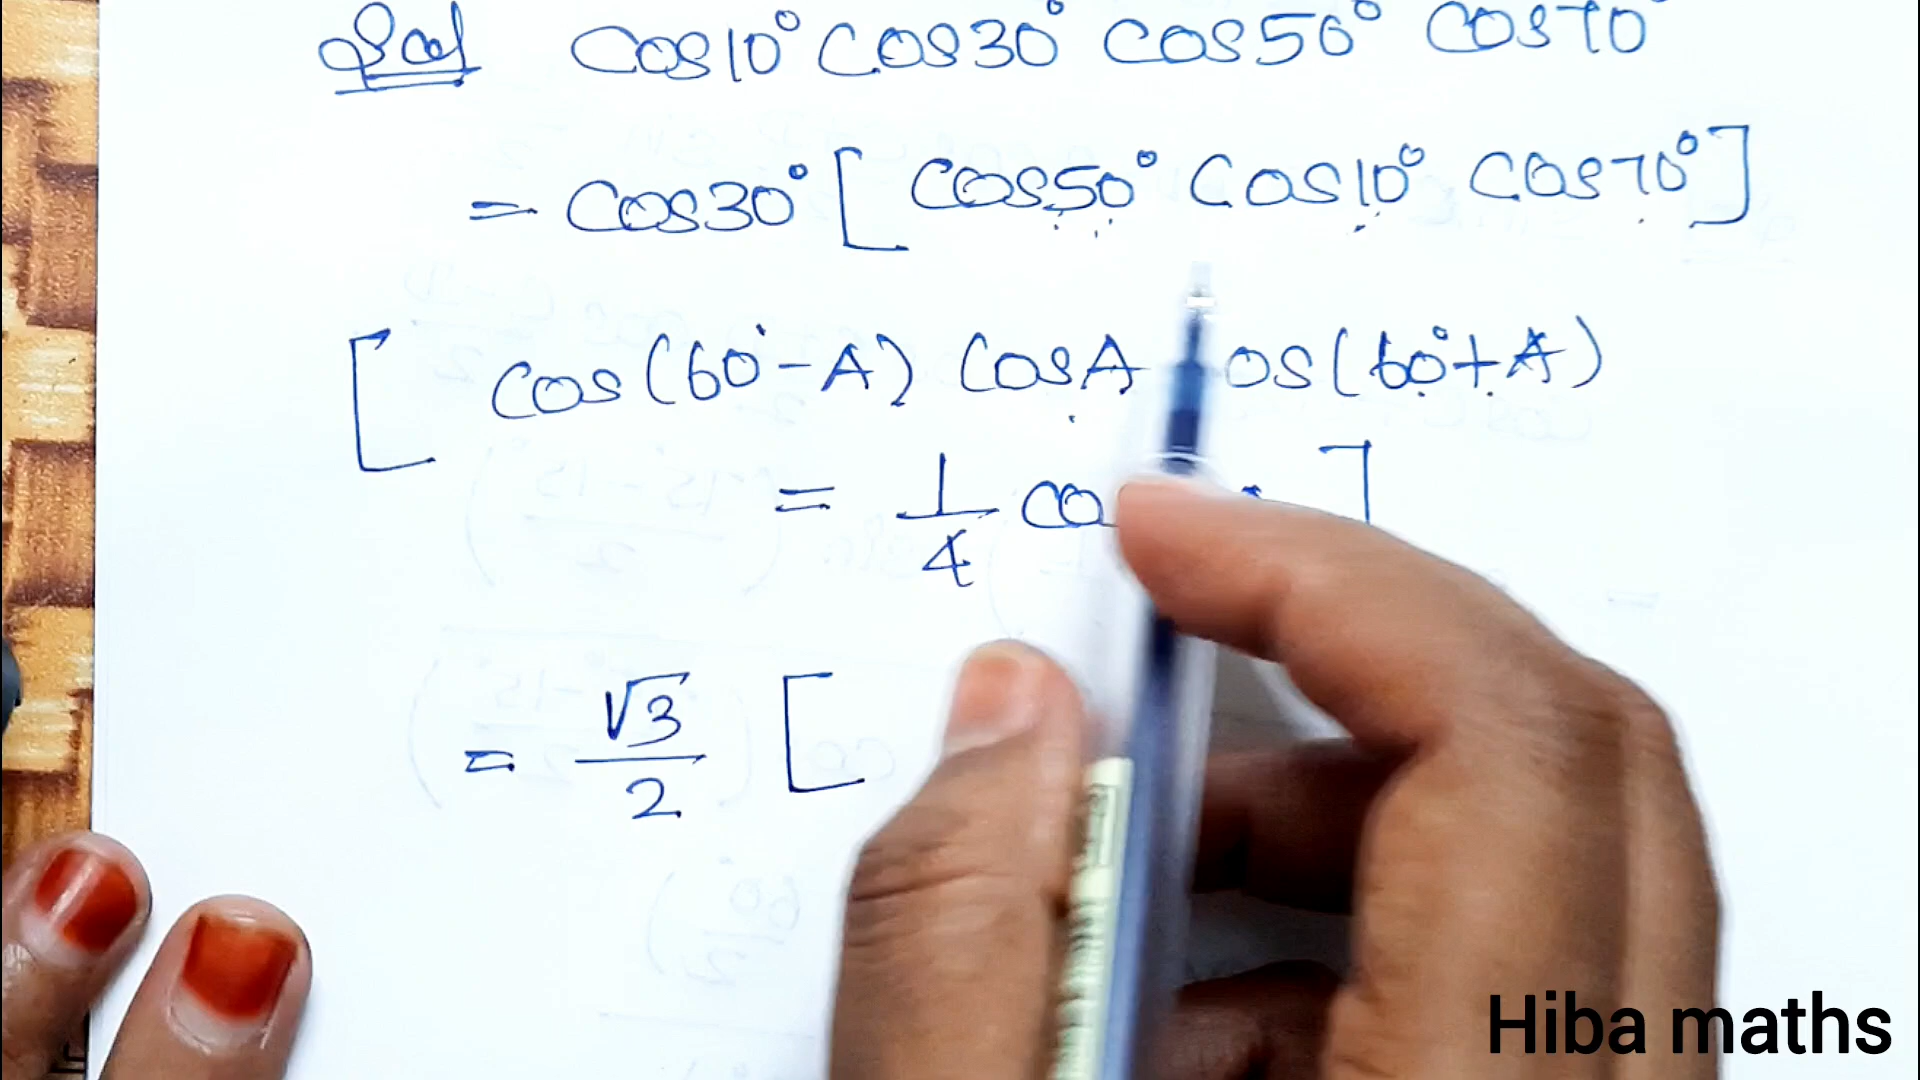 Sol cos10° cos30° cos50° cos70°
= cos30° [ cos50° cos10° cos70° ]
[ cos(60°-A) cosA os(60°+A)
= 1/4 co ]
= √3/2 [
Hiba maths